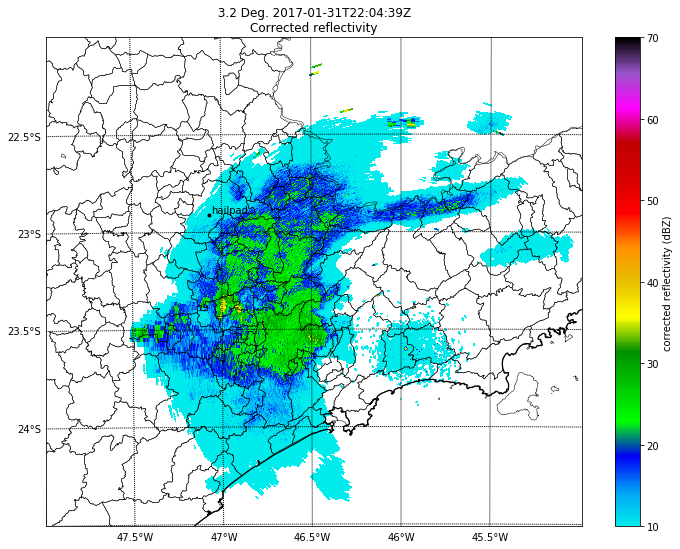 3.2 Deg. 2017-01-31T22:04:39Z
Corrected reflectivity
70
60
50
40
30
20
10
corrected reflectivity (dBZ)
22.5°S
23°S
23.5°S
24°S
hailpad
47.5°W
47°W
46.5°W
46°W
45.5°W